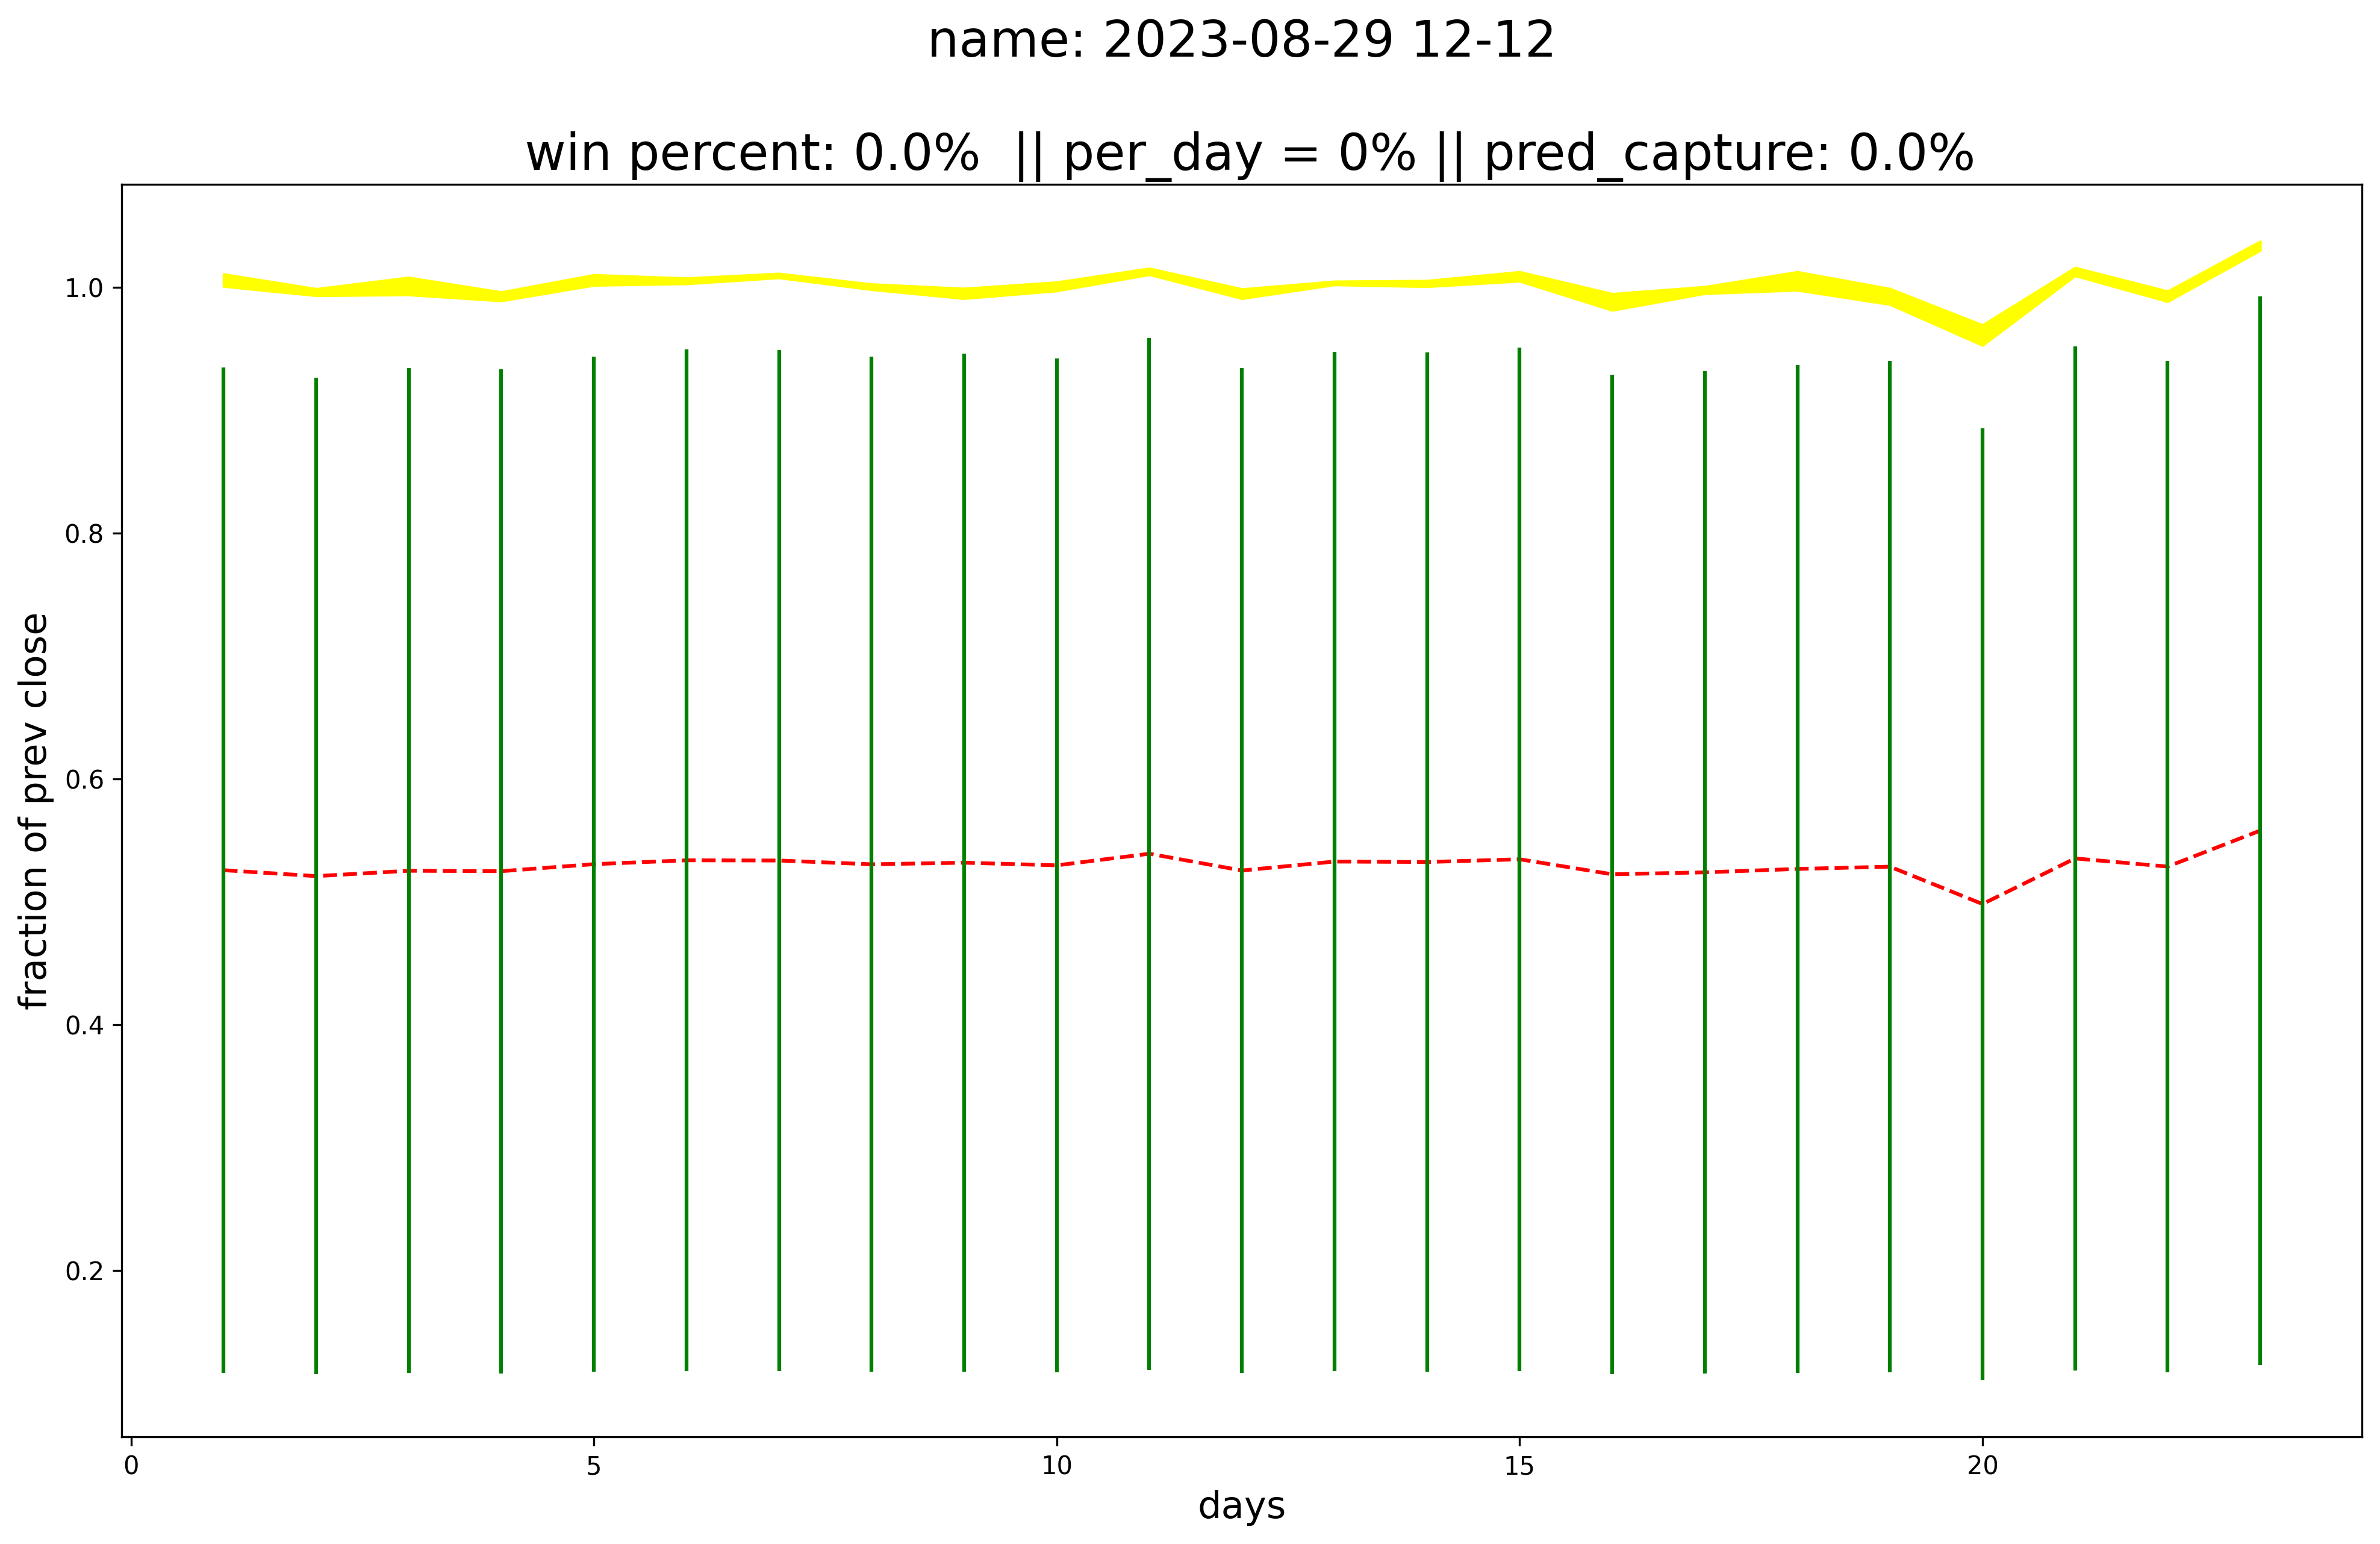 name: 2023-08-29 12-12
win percent: 0.0%  || per_day = 0% || pred_capture: 0.0%
1.0
0.8
0.6
0.4
0.2
fraction of prev close
0 5 10 15 20
days